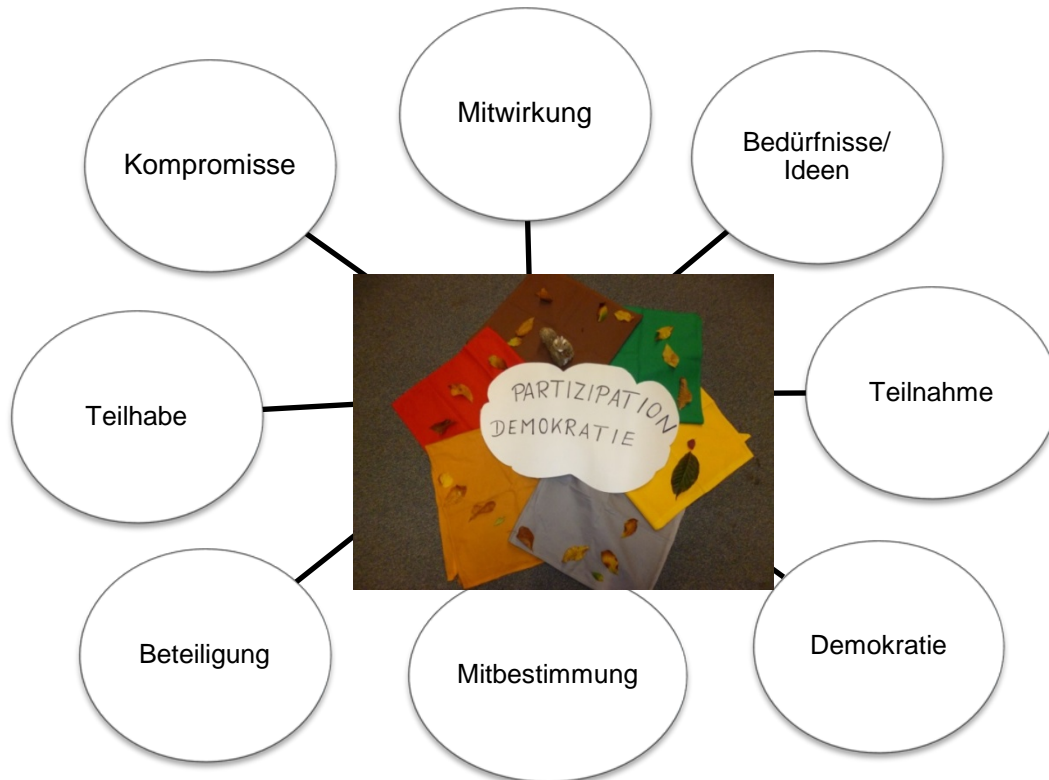 Mitwirkung
Bedürfnisse/
Ideen
Kompromisse
Teilnahme
Teilhabe
PARTIZIPATION
DEMOKRATIE
Demokratie
Beteiligung
Mitbestimmung